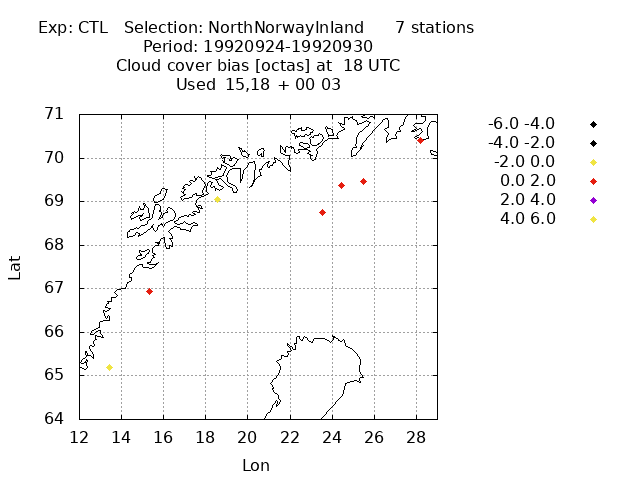 Exp: CTL Selection: NorthNorwayInland 7 stations
Period: 19920924-19920930
Cloud cover bias [octas] at 18 UTC
Used 15,18 + 00 03
71
70
69
68
67
66
65
64
Lat
12 14 16 18 20 22 24 26 28
Lon
-6.0 -4.0
-4.0 -2.0
-2.0 0.0
0.0 2.0
2.0 4.0
4.0 6.0